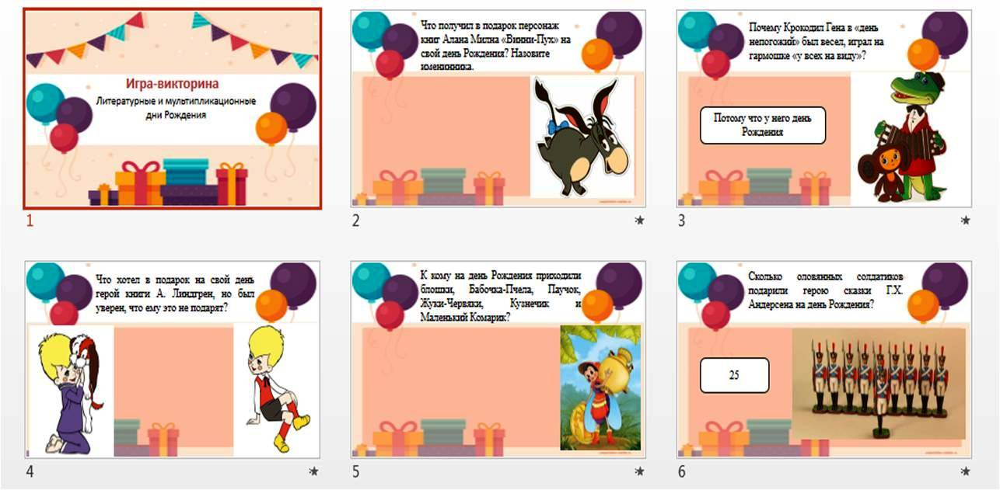 Игра-викторина
Литературные и мультипликационные
дни Рождения
1
Что получил в подарок персонаж
книг Алана Милна «Винни-Пух» на
свой день Рождения? Назовите
именинника.
2
Почему Крокодил Гена в «день
непогожий» был весел, играл на
гармошке «у всех на виду»?
Потому что у него день
Рождения
3
Что хотел в подарок на свой день
герой книги А. Линдгрен, но был
уверен, что ему это не подарят?
4
К кому на день Рождения приходили
блошки, Бабочка-Пчела, Паучок,
Жуки-Червяки, Кузнечик и
Маленький Комарик?
5
Сколько оловянных солдатиков
подарили герою сказки Г.Х.
Андерсена на день Рождения?
25
6